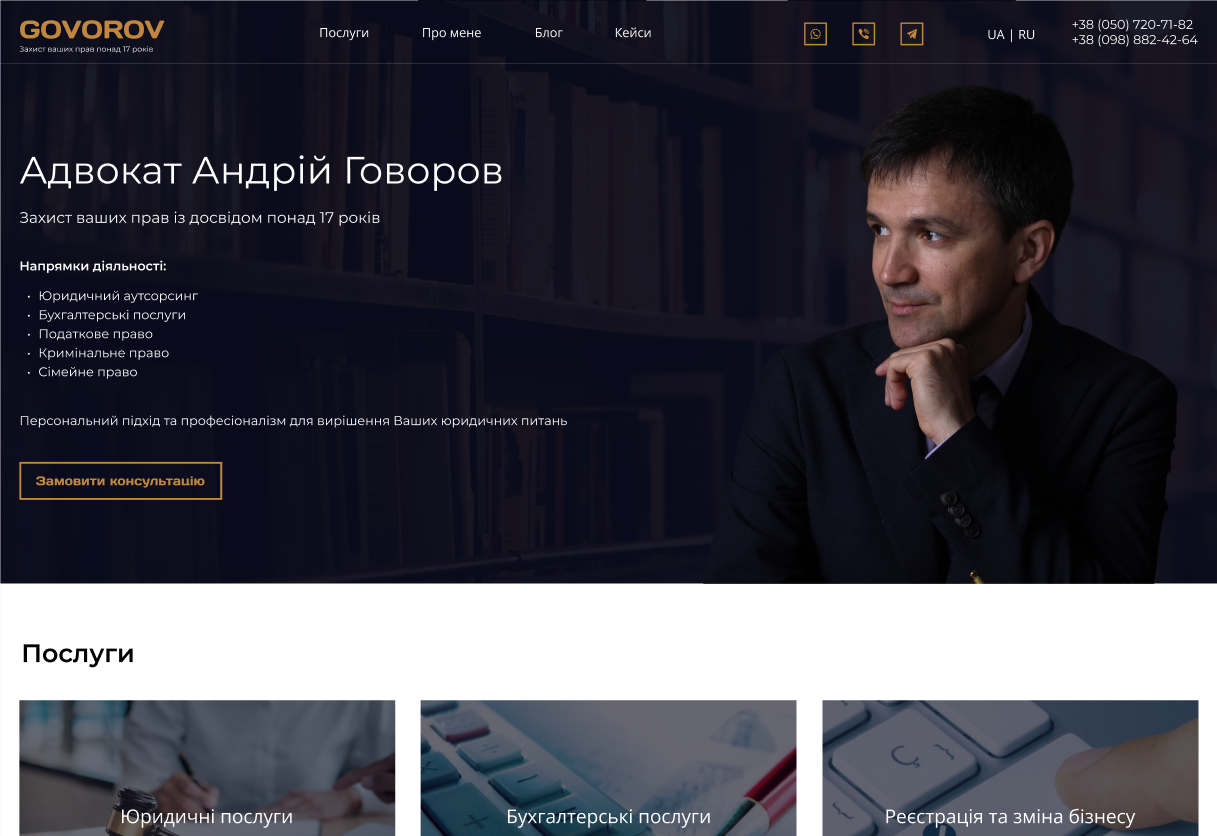 GOVOROV
Захист ваших прав понад 17 років
Послуги
Про мене
Блог
Кейси
UA | RU
+38 (050) 720-71-82
+38 (098) 882-42-64
Адвокат Андрій Говоров
Захист ваших прав із досвідом понад 17 років
Напрямки діяльності:
• Юридичний аутсорсинг
• Бухгалтерські послуги
• Податкове право
• Кримінальне право
• Сімейне право
Персональний підхід та професіоналізм для вирішення Ваших юридичних питань
Замовити консультацію
Послуги
Юридичні послуги
Бухгалтерські послуги
Реєстрація та зміна бізнесу